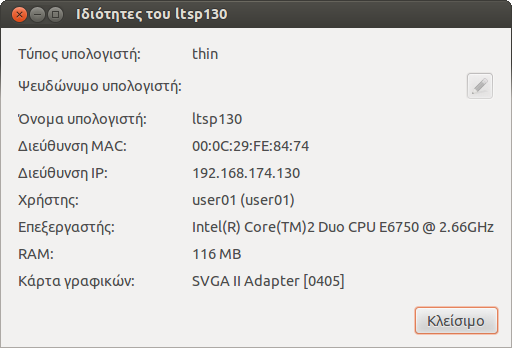 Ιδιότητες του ltsp130
Τύπος υπολογιστή: thin
Ψευδώνυμο υπολογιστή:
Όνομα υπολογιστή: ltsp130
Διεύθυνση MAC: 00:0C:29:FE:84:74
Διεύθυνση IP: 192.168.174.130
Χρήστης: user01 (user01)
Επεξεργαστής: Intel(R) Core(TM)2 Duo CPU E6750 @ 2.66GHz
RAM: 116 MB
Κάρτα γραφικών: SVGA II Adapter [0405]
Κλείσιμο